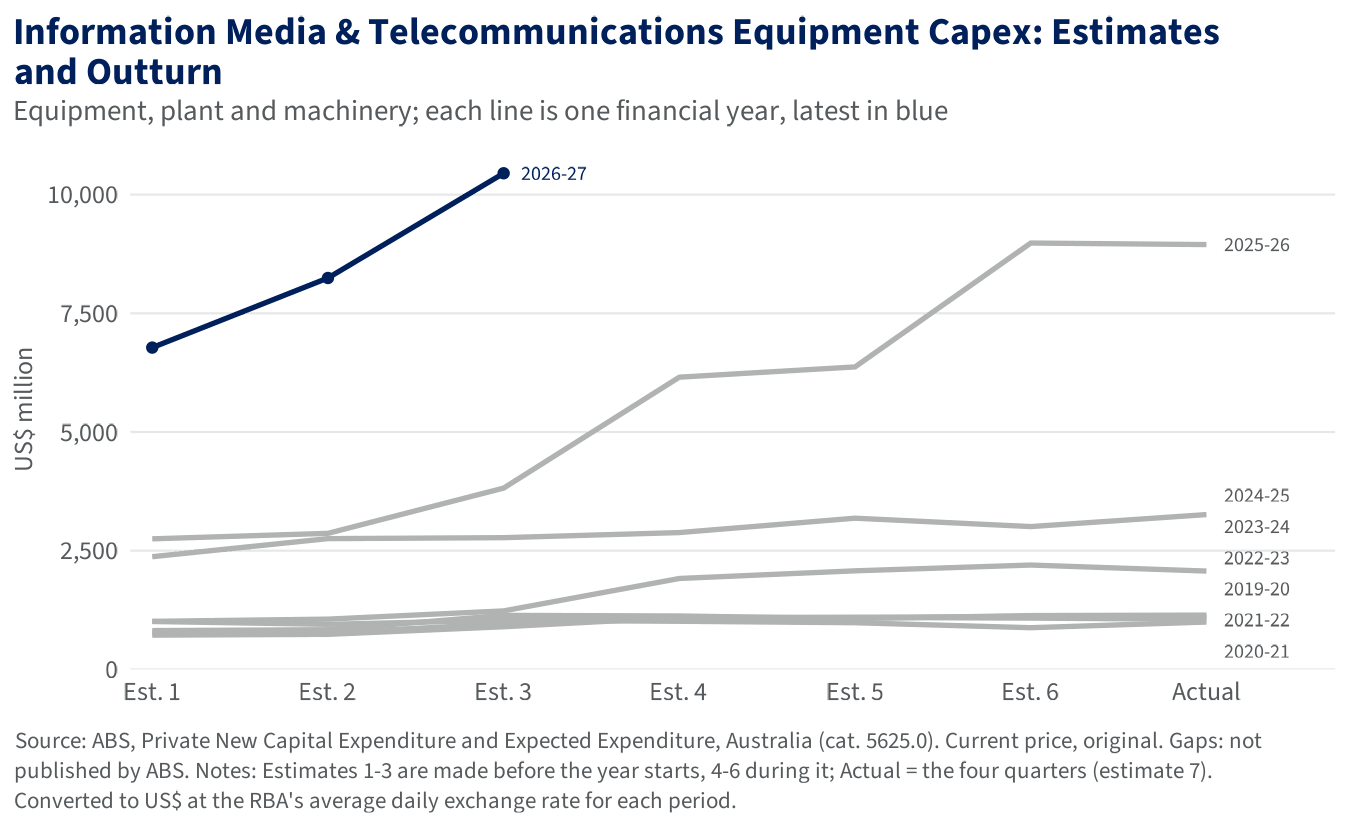 Information Media & Telecommunications Equipment Capex: Estimates
and Outturn
Equipment, plant and machinery; each line is one financial year, latest in blue
US$ million
10,000
7,500
5,000
2,500
0
2026-27
2025-26
2024-25
2023-24
2022-23
2019-20
2021-22
2020-21
Est. 1
Est. 2
Est. 3
Est. 4
Est. 5
Est. 6
Actual
Source: ABS, Private New Capital Expenditure and Expected Expenditure, Australia (cat. 5625.0). Current price, original. Gaps: not
published by ABS. Notes: Estimates 1-3 are made before the year starts, 4-6 during it; Actual = the four quarters (estimate 7).
Converted to US$ at the RBA's average daily exchange rate for each period.